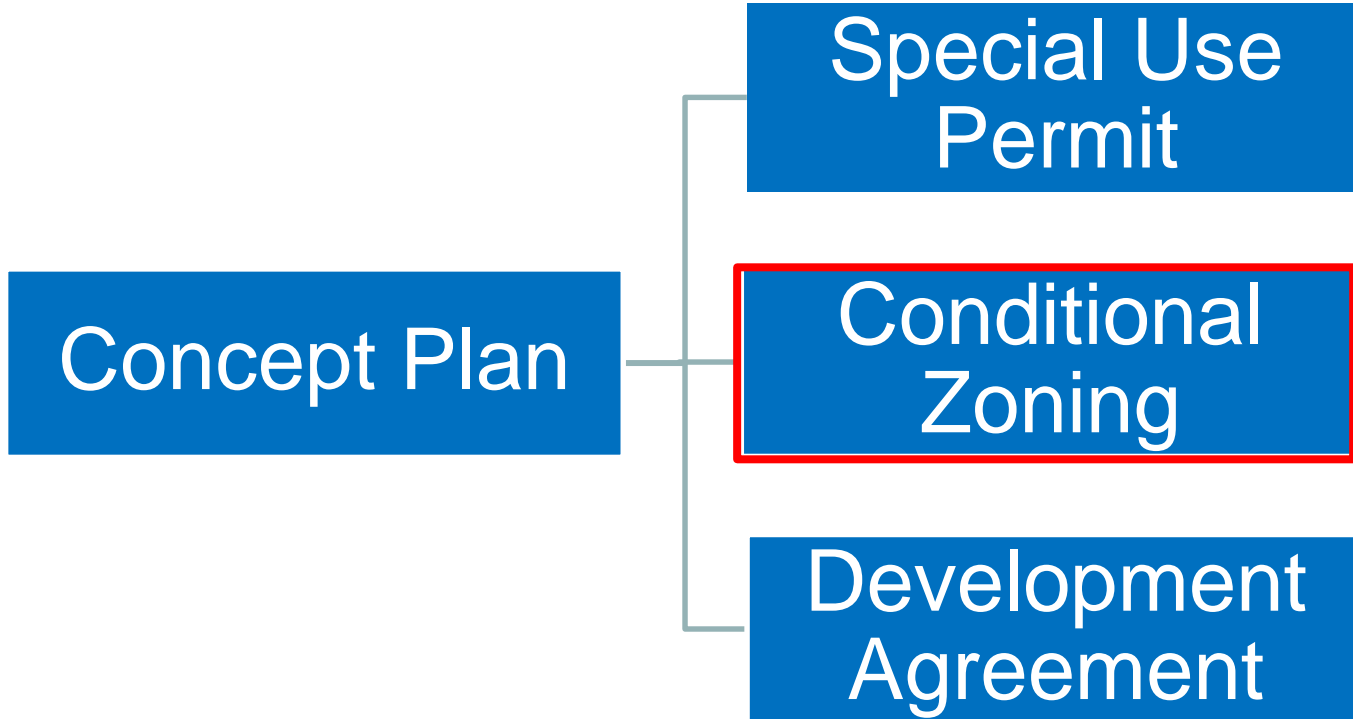 Concept Plan
Special Use
Permit
Conditional
Zoning
Development
Agreement